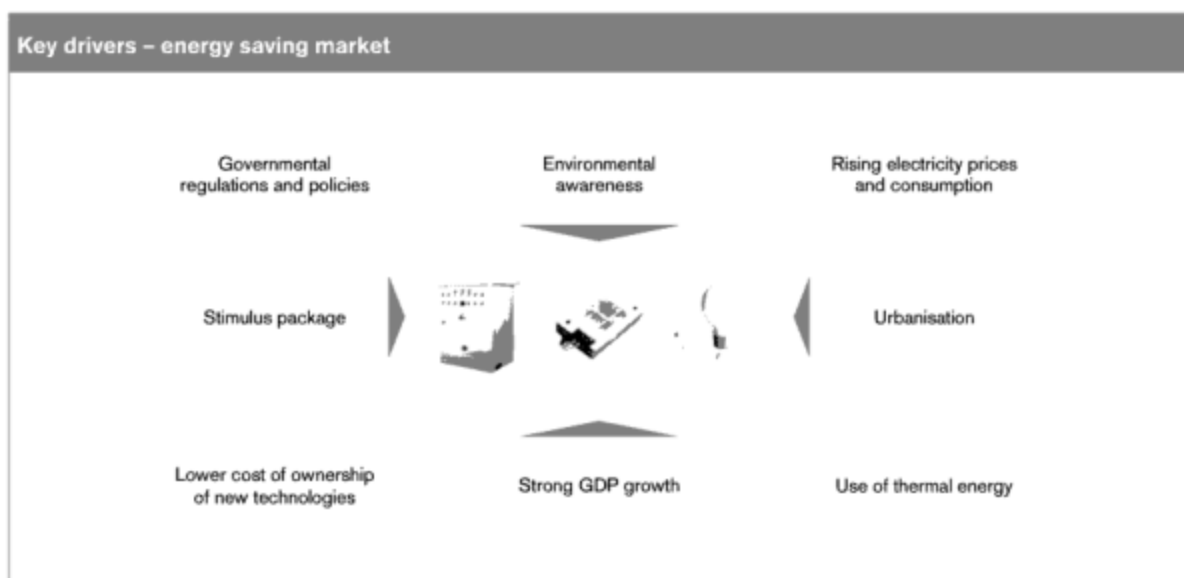 Key drivers – energy saving market
Governmental
regulations and policies
Environmental
awareness
Rising electricity prices
and consumption
Stimulus package
Urbanisation
Lower cost of ownership
of new technologies
Strong GDP growth
Use of thermal energy